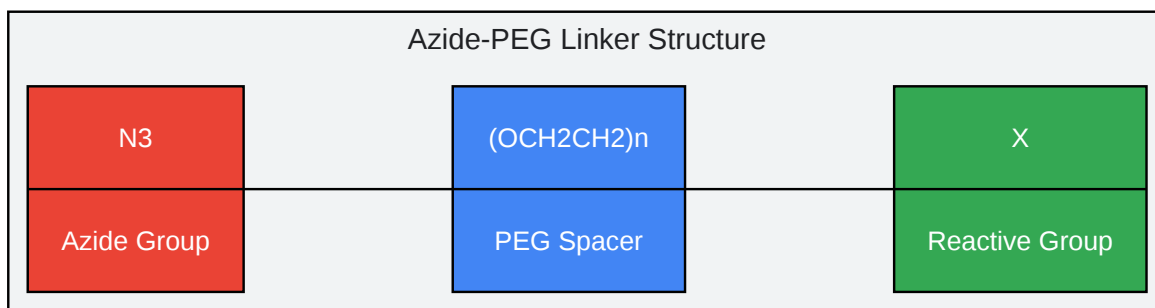 Azide-PEG Linker Structure
N3
(OCH2CH2)n
X
Azide Group
PEG Spacer
Reactive Group